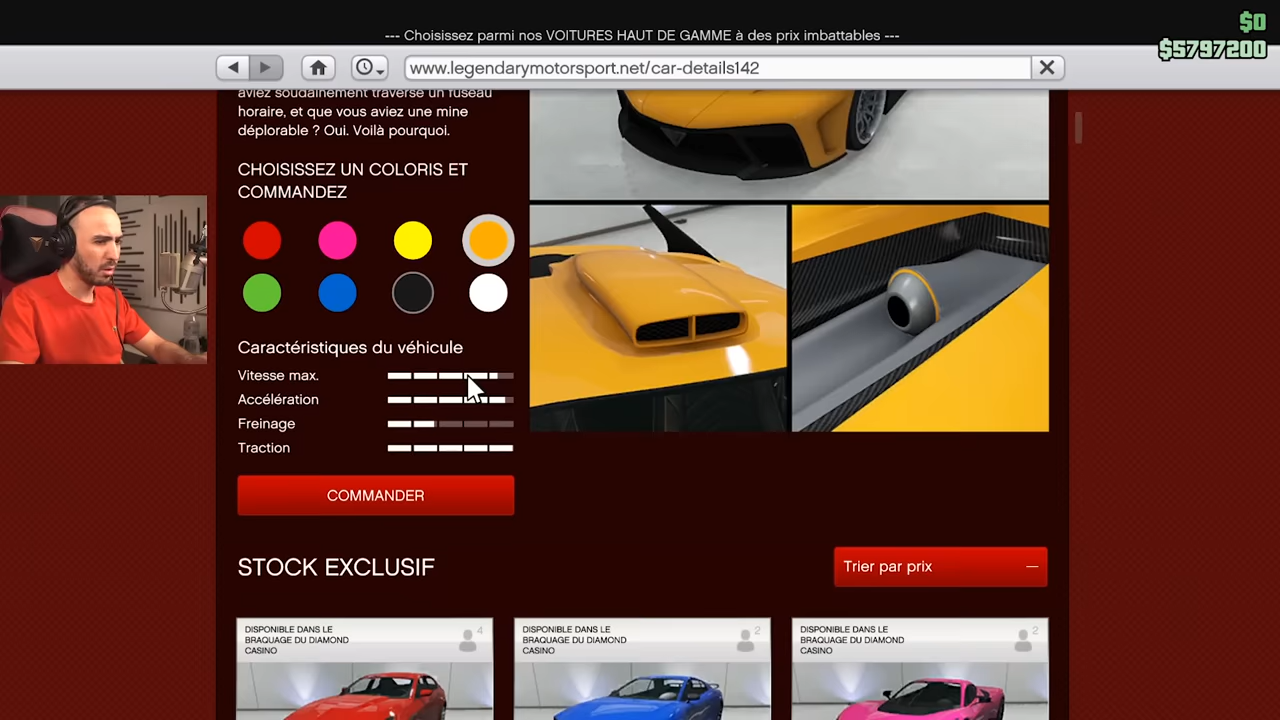 --- Choisissez parmi nos VOITURES HAUT DE GAMME à des prix imbattables ---
$0
$5797200
www.legendarymotorsport.net/car-details142
aviez soudainement traversé un fuseau
horaire, et que vous aviez une mine
déplorable ? Oui. Voilà pourquoi.
CHOISISSEZ UN COLORIS ET
COMMANDEZ
Caractéristiques du véhicule
Vitesse max.
Accélération
Freinage
Traction
COMMANDER
STOCK EXCLUSIF
Trier par prix
DISPONIBLE DANS LE
BRAQUAGE DU DIAMOND
CASINO
4
DISPONIBLE DANS LE
BRAQUAGE DU DIAMOND
CASINO
2
DISPONIBLE DANS LE
BRAQUAGE DU DIAMOND
CASINO
2